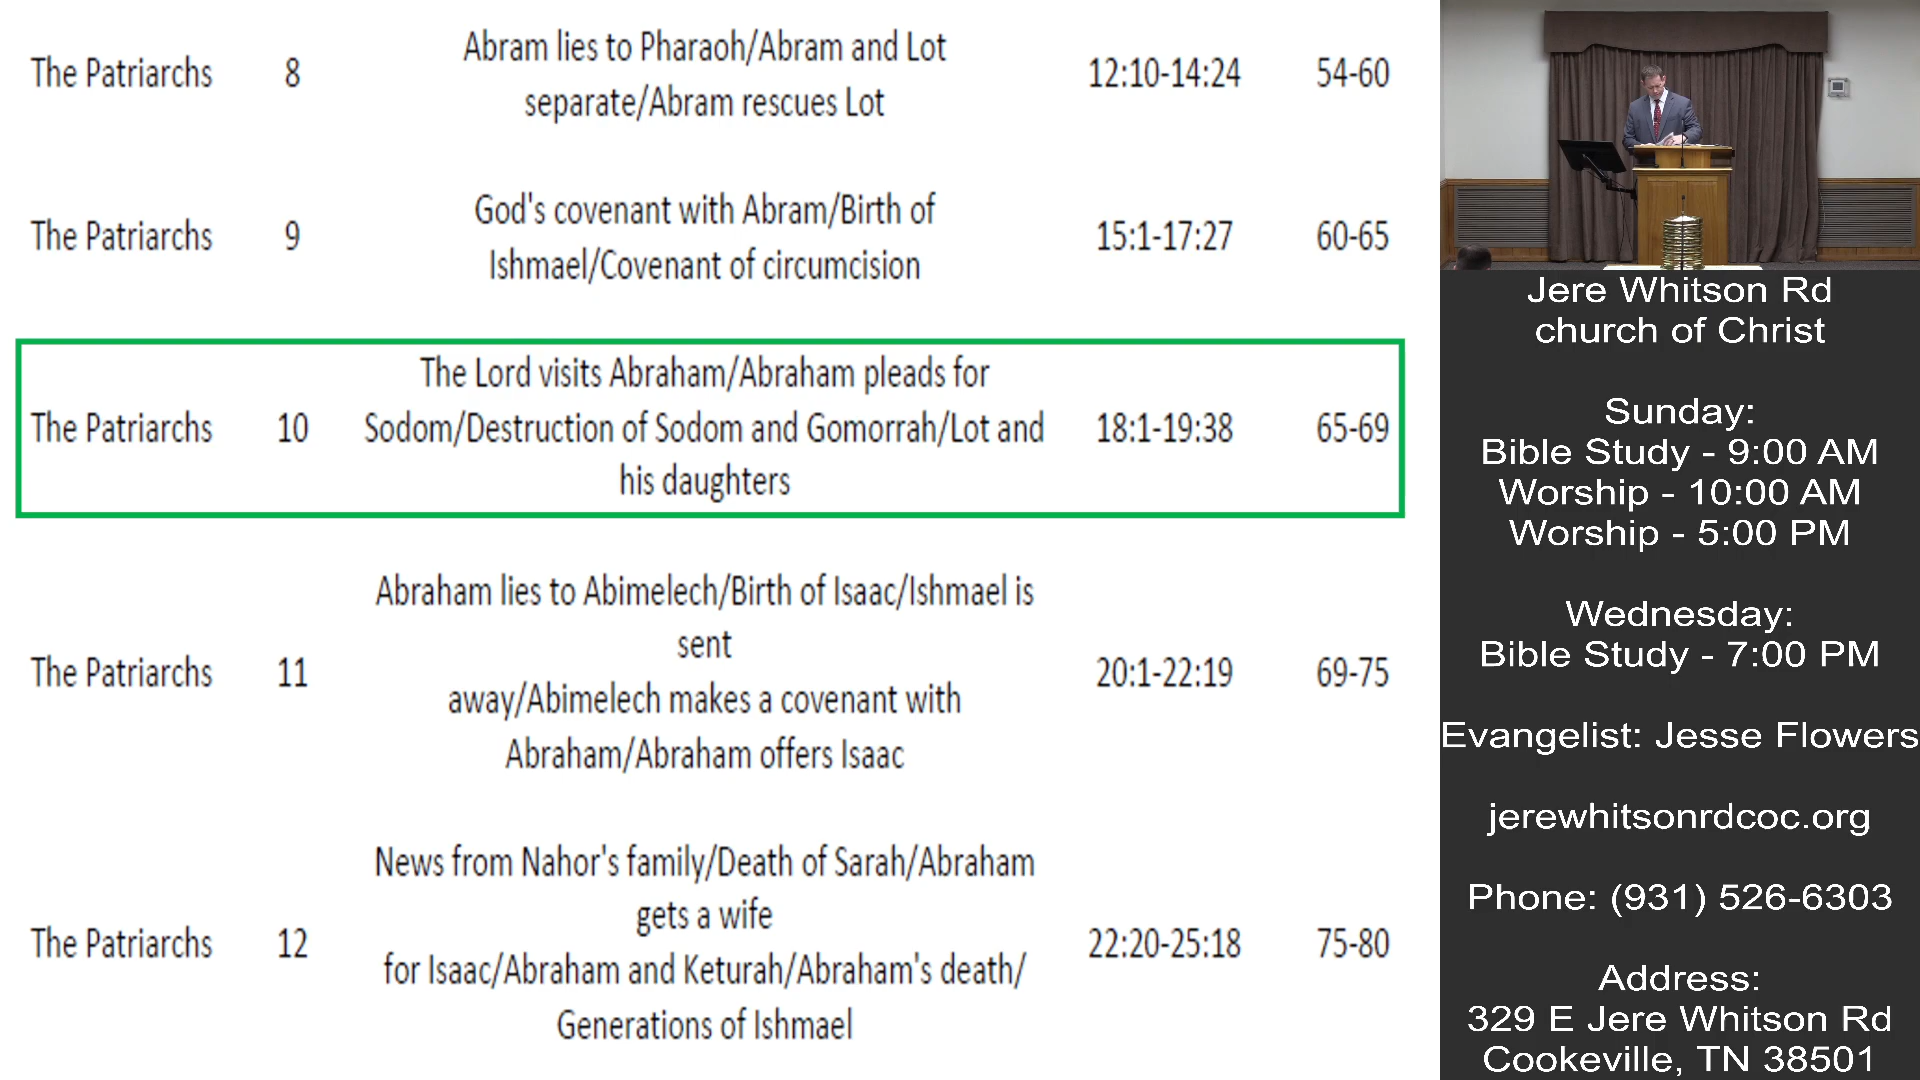 The Patriarchs 8 Abram lies to Pharaoh/Abram and Lot 12:10-14:24 54-60
separate/Abram rescues Lot
The Patriarchs 9 God's covenant with Abram/Birth of 15:1-17:27 60-65
Ishmael/Covenant of circumcision
The Lord visits Abraham/Abraham pleads for
The Patriarchs 10 Sodom/Destruction of Sodom and Gomorrah/Lot and 18:1-19:38 65-69
his daughters
Abraham lies to Abimelech/Birth of Isaac/Ishmael is
sent
The Patriarchs 11 away/Abimelech makes a covenant with 20:1-22:19 69-75
Abraham/Abraham offers Isaac
News from Nahor's family/Death of Sarah/Abraham
gets a wife
The Patriarchs 12 for Isaac/Abraham and Keturah/Abraham's death/ 22:20-25:18 75-80
Generations of Ishmael
Jere Whitson Rd
church of Christ
Sunday:
Bible Study - 9:00 AM
Worship - 10:00 AM
Worship - 5:00 PM
Wednesday:
Bible Study - 7:00 PM
Evangelist: Jesse Flowers
jerewhitsonrdcoc.org
Phone: (931) 526-6303
Address:
329 E Jere Whitson Rd
Cookeville, TN 38501